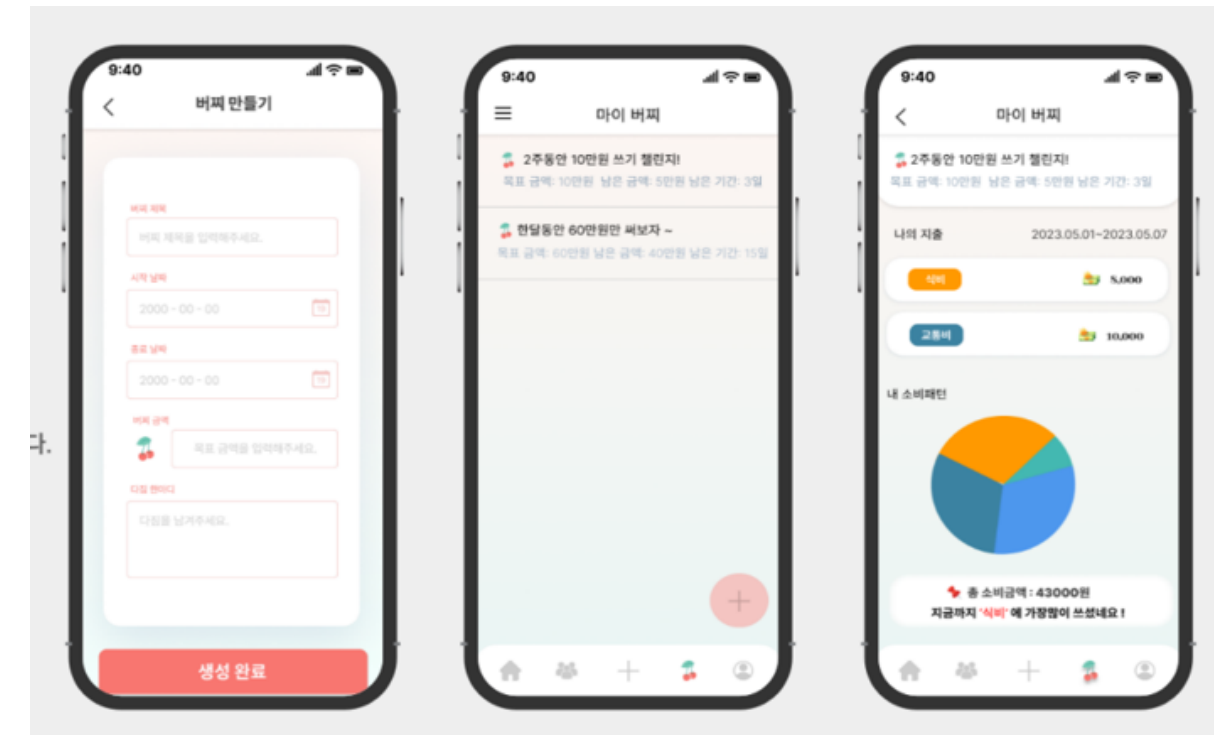 다.
9:40
버찌 만들기
버찌 제목
버찌 제목을 입력해주세요.
시작 날짜
2000 - 00 - 00
종료 날짜
2000 - 00 - 00
버찌 금액
목표 금액을 입력해주세요.
다짐 한마디
다짐을 남겨주세요.
생성 완료
9:40
마이 버찌
2주동안 10만원 쓰기 챌린지!
목표 금액: 10만원 남은 금액: 5만원 남은 기간: 3일
한달동안 60만원만 써보자 ~
목표 금액: 60만원 남은 금액: 40만원 남은 기간: 15일
9:40
마이 버찌
2주동안 10만원 쓰기 챌린지!
목표 금액: 10만원 남은 금액: 5만원 남은 기간: 3일
나의 지출 2023.05.01~2023.05.07
식비 5,000
교통비 10,000
내 소비패턴
총 소비금액 : 43000원
지금까지 '식비' 에 가장많이 쓰셨네요 !